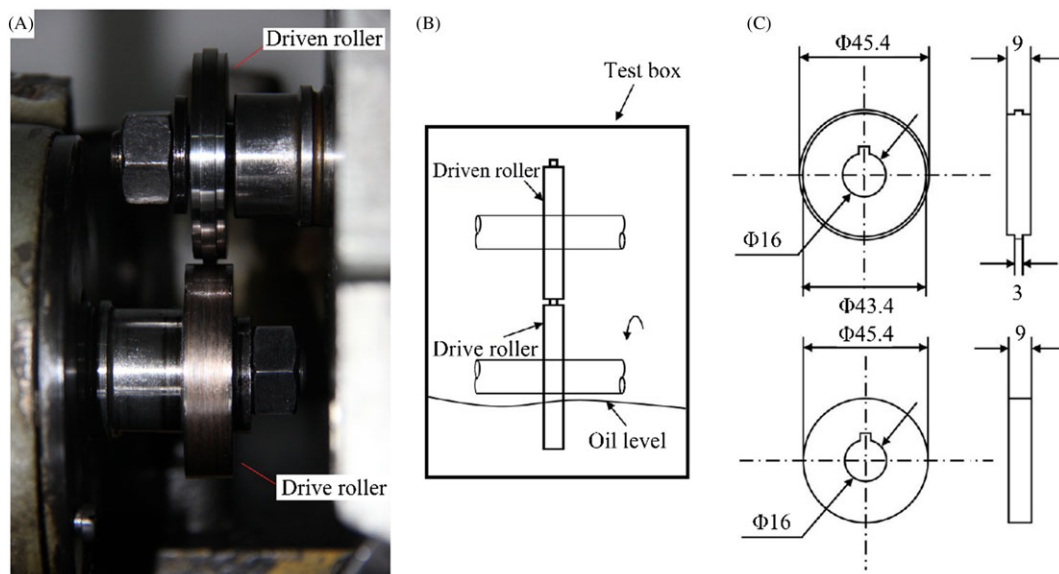 (A)
Driven roller
Drive roller
(B)
Test box
Driven roller
Drive roller
Oil level
(C)
Φ45.4
9
Φ16
Φ43.4
3
Φ45.4
9
Φ16